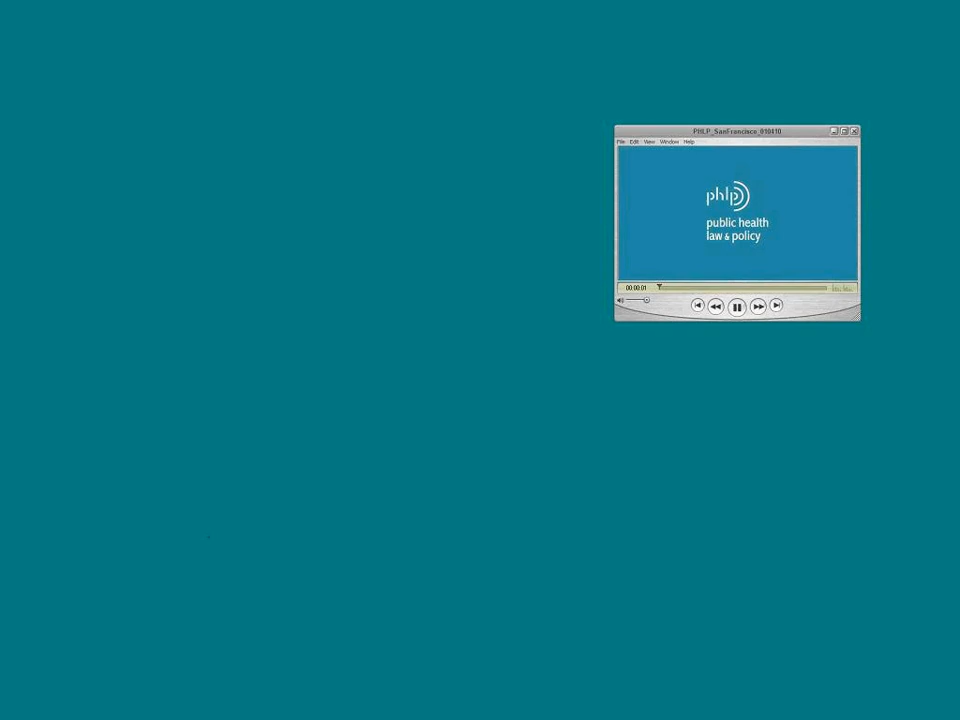 PHLP_SanFrancisco_010410
File Edit View Window Help
phlp
public health
law & policy
00:00:01